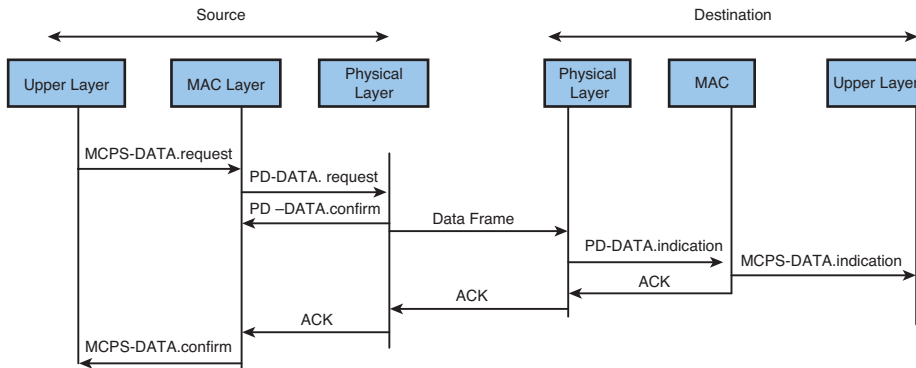 Source
Destination
Upper Layer
MAC Layer
Physical
Layer
Physical
Layer
MAC
Upper Layer
MCPS-DATA.request
PD-DATA. request
PD –DATA.confirm
Data Frame
PD-DATA.indication
MCPS-DATA.indication
ACK
ACK
ACK
MCPS-DATA.confirm